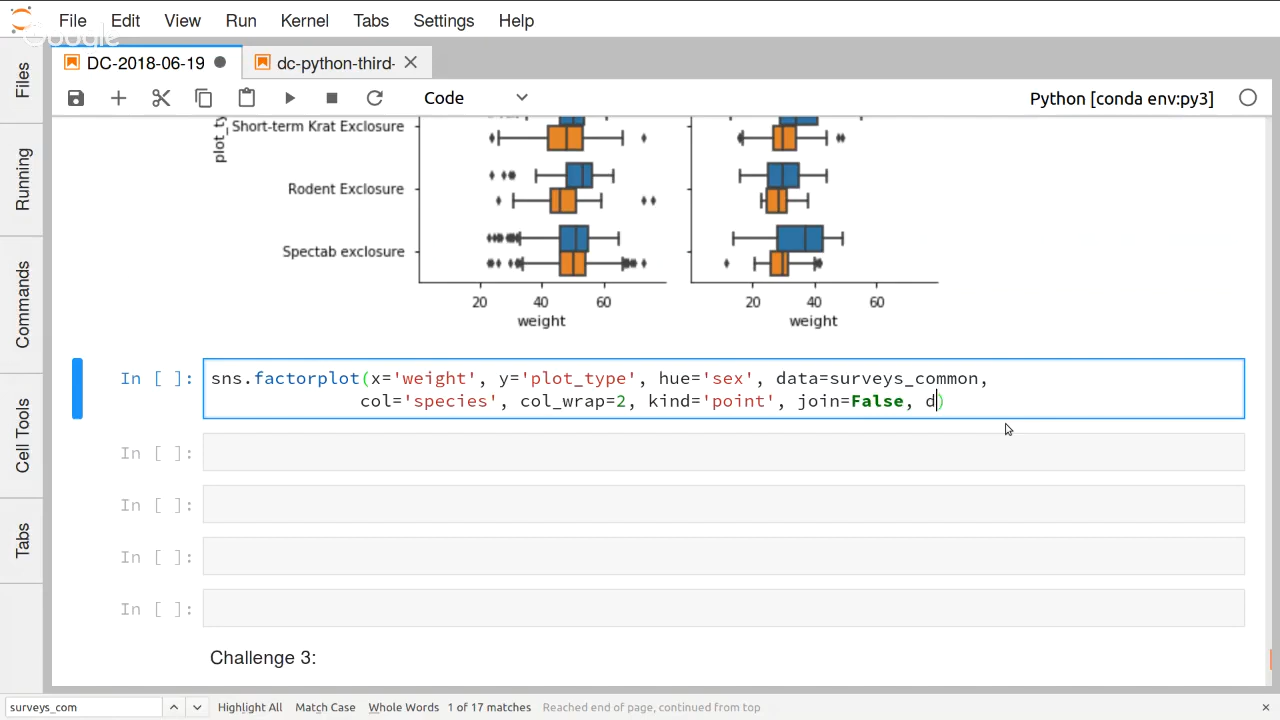 File Edit View Run Kernel Tabs Settings Help
Google
DC-2018-06-19 dc-python-third-
Code Python [conda env:py3]
Files
Running
Commands
Cell Tools
Tabs
plot_ty
Short-term Krat Exclosure
Rodent Exclosure
Spectab exclosure
20 40 60 20 40 60
weight weight
In [ ]: sns.factorplot(x='weight', y='plot_type', hue='sex', data=surveys_common,
col='species', col_wrap=2, kind='point', join=False, d)
In [ ]:
In [ ]:
In [ ]:
In [ ]:
Challenge 3:
surveys_com Highlight All Match Case Whole Words 1 of 17 matches Reached end of page, continued from top